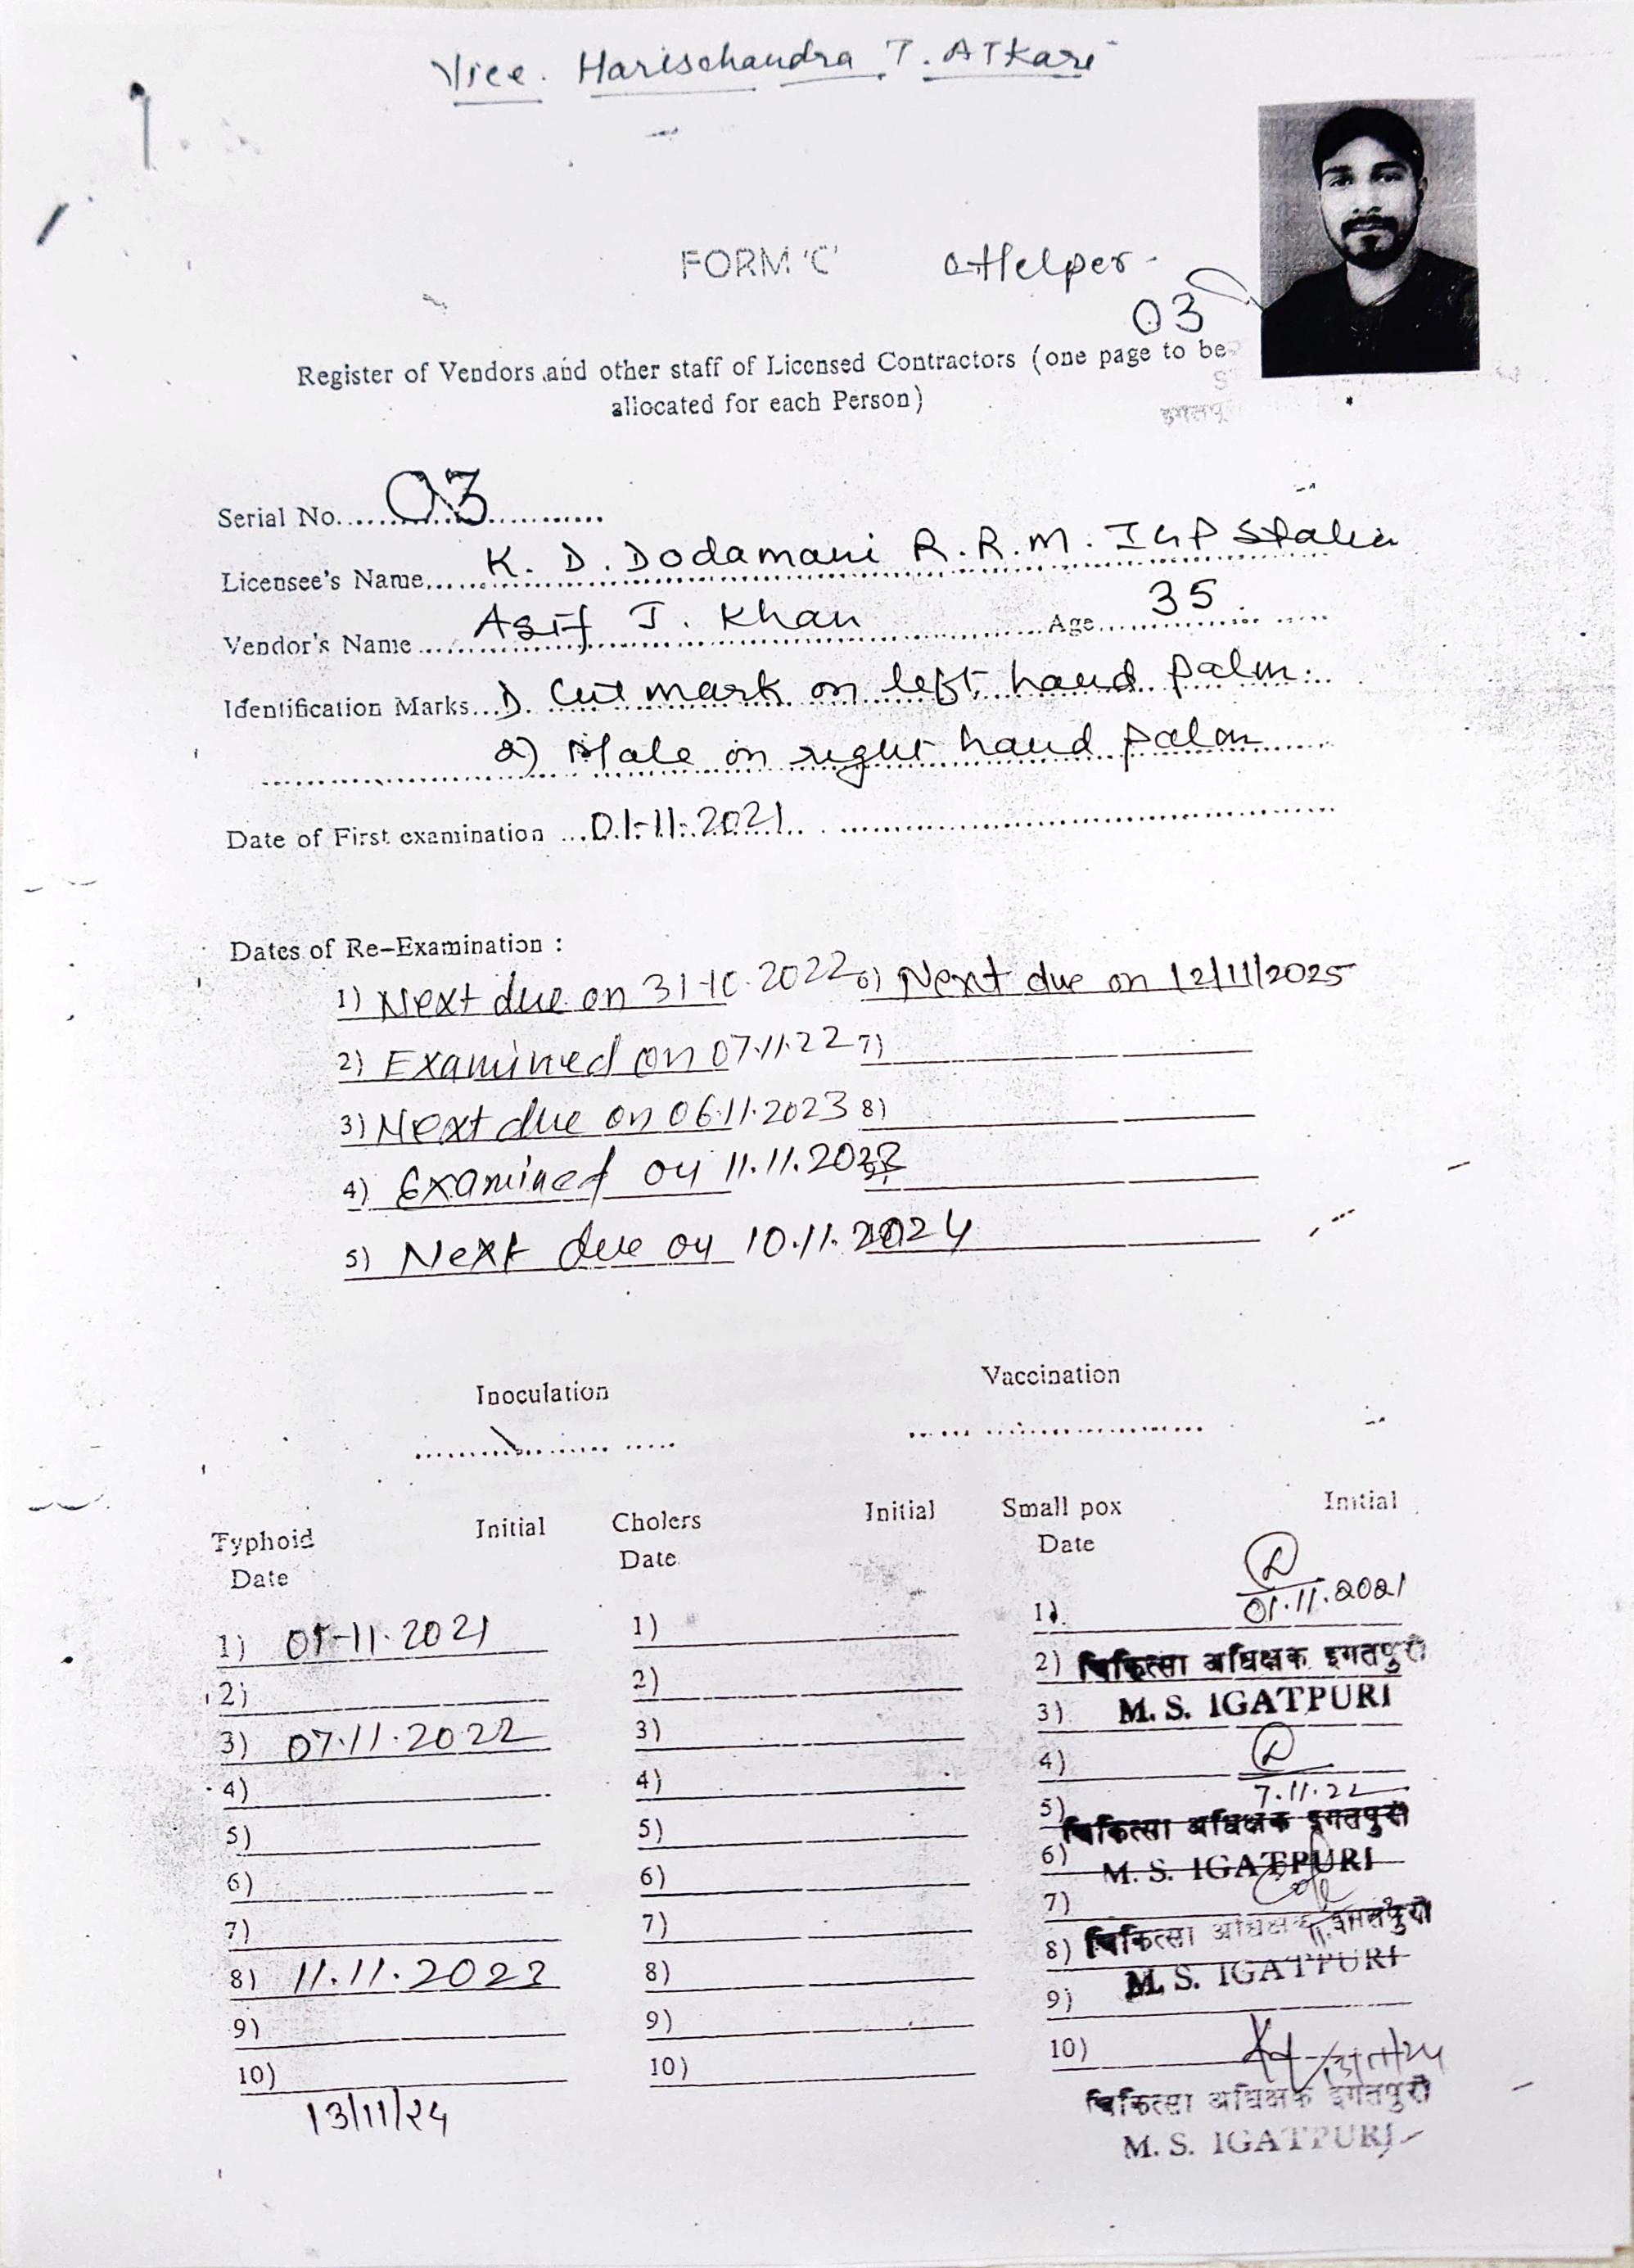 Vice. Harischandra T. Atkari
FORM 'C' Helper
03
Register of Vendors and other staff of Licensed Contractors (one page to be
allocated for each Person)
Serial No. 03
Licensee's Name K. D. Dodamani R.R.M. IGP Station
Vendor's Name Asif J. Khan Age 35
Identification Marks 1) Cut mark on left hand palm.
2) Male on right hand palm
Date of First examination 01-11-2021
Dates of Re-Examination :
1) Next due on 31-10-2022 6) Next due on 12/11/2025
2) Examined on 07.11.22 7)
3) Next due on 06.11.2023 8)
4) Examined on 11.11.2023
5) Next due on 10.11.2024
Inoculation Vaccination
Typhoid Initial Cholers Initial Small pox Initial
Date Date Date
1) 01-11-2021 1) 1) 01.11.2021
2) 2) 2) चिकित्सा अधिक्षक इगतपुरी
3) 07.11.2022 3) 3) M. S. IGATPURI
4) 4) 4)
7.11.22
5) 5) 5) चिकित्सा अधिक्षक इगतपुरी
6) 6) 6) M. S. IGATPURI
7) 7) 7)
8) 11.11.2023 8) 8) चिकित्सा अधिक्षक इगतपुरी
M. S. IGATPURI
9) 9) 9)
10) 10) 10)
13/11/24 चिकित्सा अधिक्षक इगतपुरी
M. S. IGATPURI